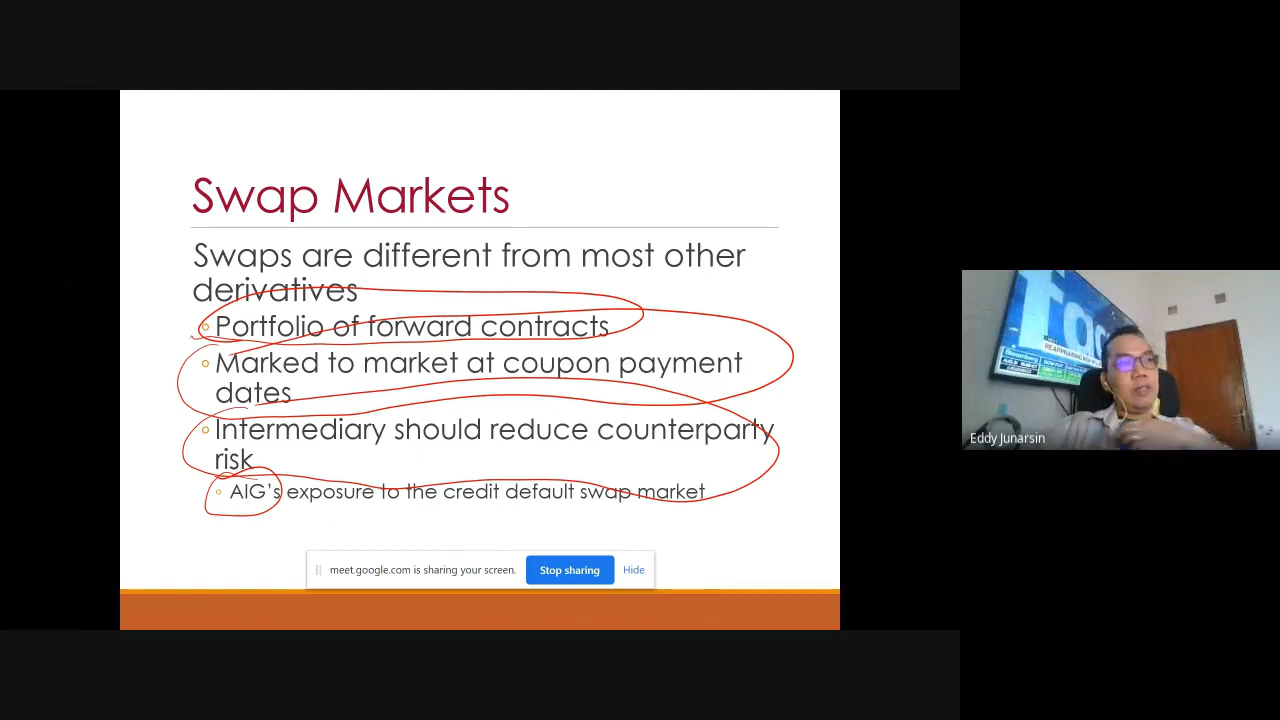 Swap Markets
Swaps are different from most other
derivatives
Portfolio of forward contracts
Marked to market at coupon payment
dates
Intermediary should reduce counterparty
risk
AIG's exposure to the credit default swap market
meet.google.com is sharing your screen.
Stop sharing
Hide
Bloomberg
Eddy Junarsin